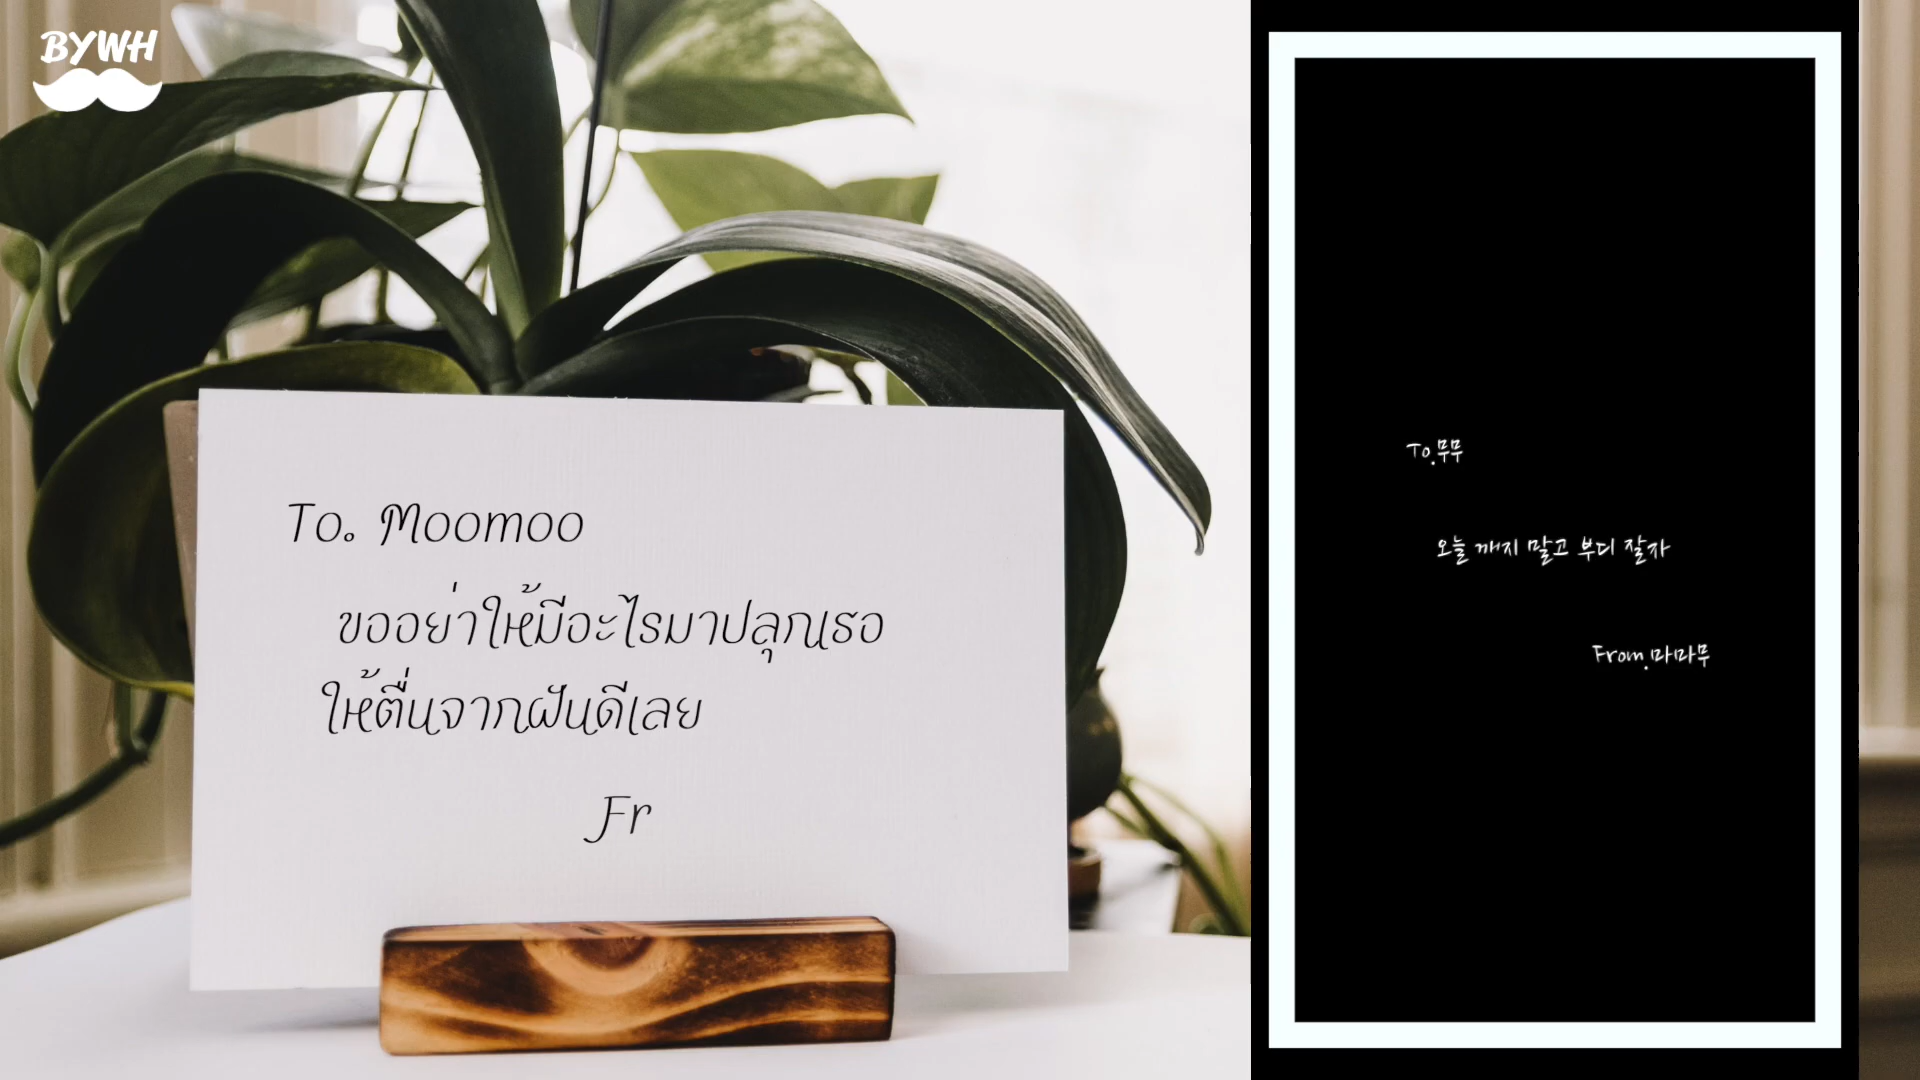 BYWH
To. Moomoo
ขออย่าให้มีอะไรมาปลุกเธอ
ให้ตื่นจากฝันดีเลย
Fr
To.무무
오늘 깨지 말고 부디 잘자
From.마마무